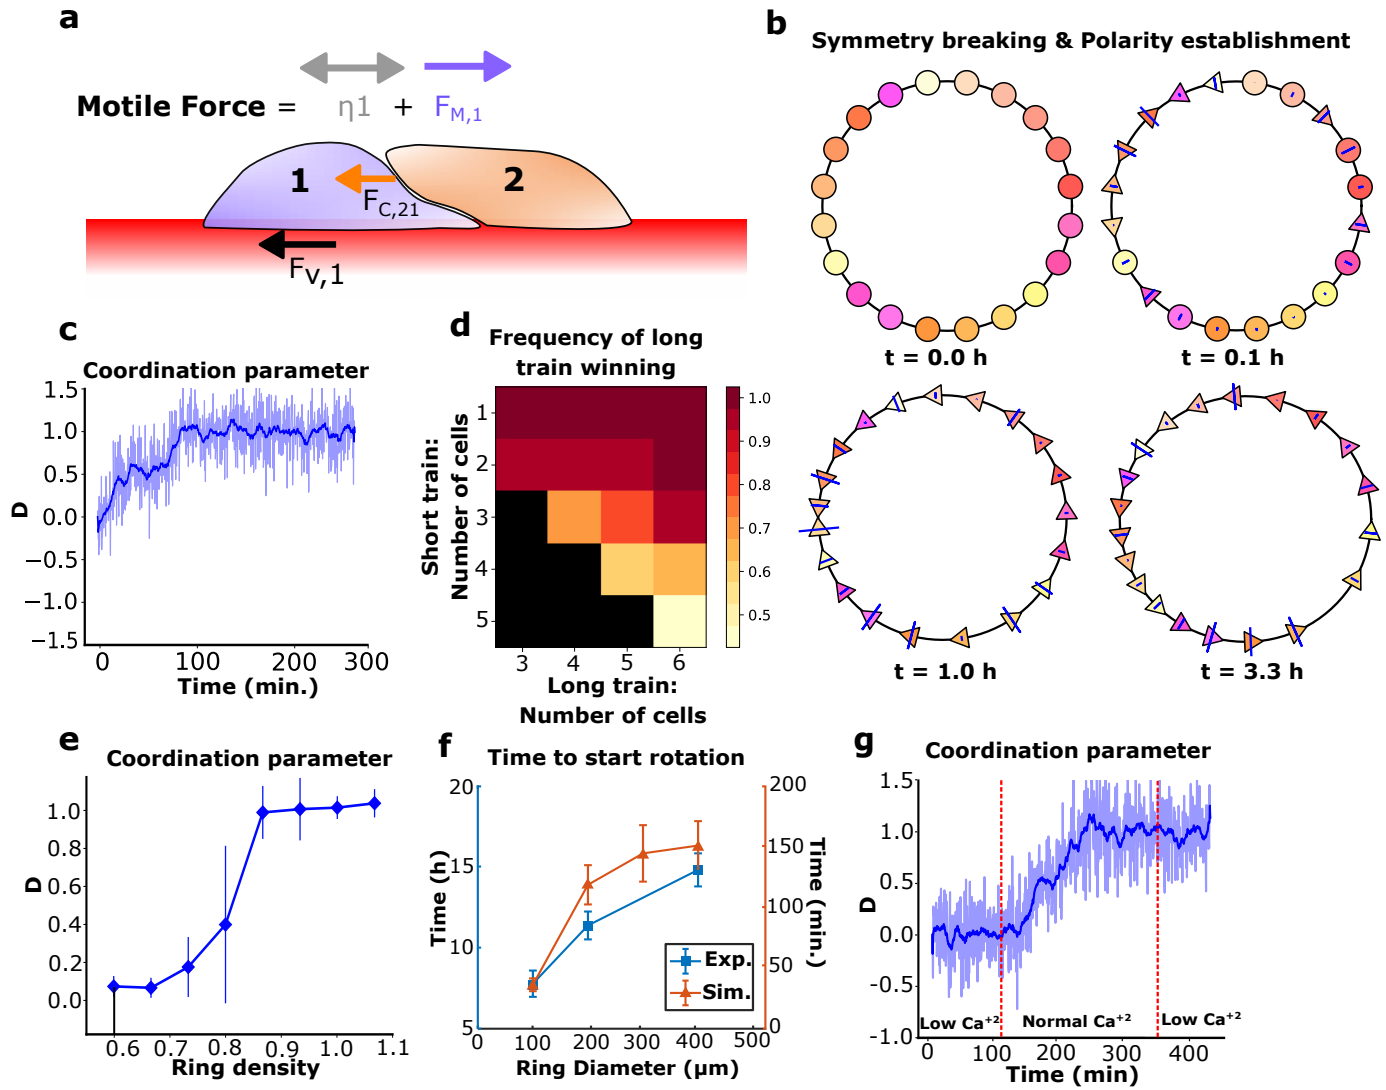 a
Motile Force = η1 + F_M,1
1
2
F_C,21
F_V,1
b
Symmetry breaking & Polarity establishment
t = 0.0 h
t = 0.1 h
t = 1.0 h
t = 3.3 h
c
Coordination parameter
D
1.5
1.0
0.5
0.0
−0.5
−1.0
−1.5
0 100 200 300
Time (min.)
d
Frequency of long
train winning
Short train:
Number of cells
1
2
3
4
5
3 4 5 6
Long train:
Number of cells
1.0
0.9
0.8
0.7
0.6
0.5
e
Coordination parameter
D
1.0
0.8
0.6
0.4
0.2
0.0
0.6 0.7 0.8 0.9 1.0 1.1
Ring density
f
Time to start rotation
Time (h)
20
15
10
5
200
150
100
50
0
Time (min.)
Exp.
Sim.
0 100 200 300 400 500
Ring Diameter (μm)
g
Coordination parameter
D
1.5
1.0
0.5
0.0
-0.5
-1.0
Low Ca⁺² Normal Ca⁺² Low Ca⁺²
0 100 200 300 400
Time (min)